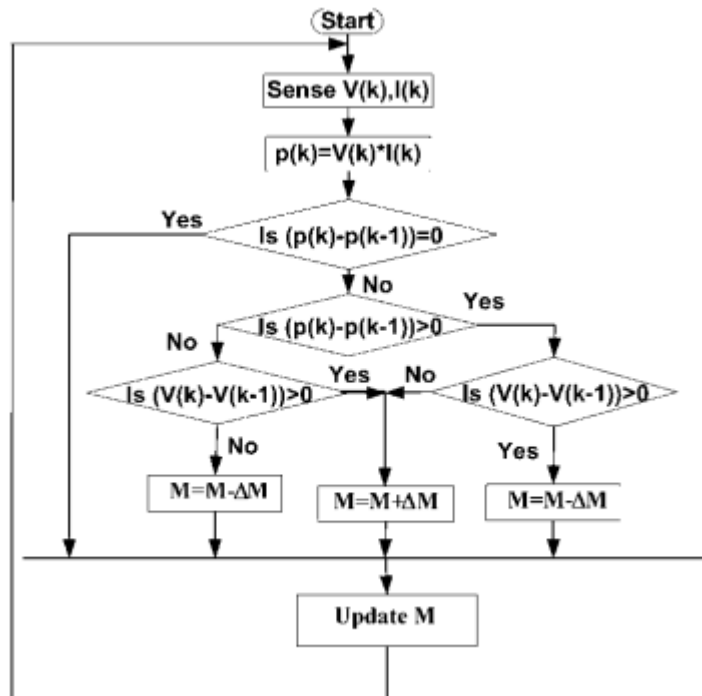 Start
Sense V(k),I(k)
p(k)=V(k)*I(k)
Yes
Is (p(k)-p(k-1))=0
No
Yes
Is (p(k)-p(k-1))>0
No
Is (V(k)-V(k-1))>0
Yes
No
Is (V(k)-V(k-1))>0
No
Yes
M=M-ΔM
M=M+ΔM
M=M-ΔM
Update M